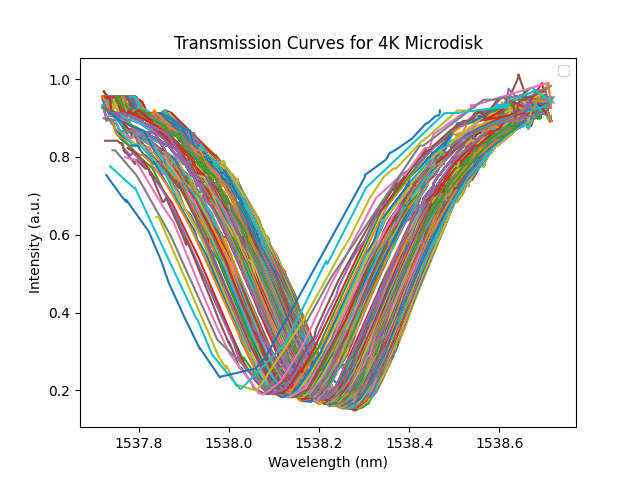 Transmission Curves for 4K Microdisk
1.0
0.8
0.6
0.4
0.2
Intensity (a.u.)
1537.8 1538.0 1538.2 1538.4 1538.6
Wavelength (nm)